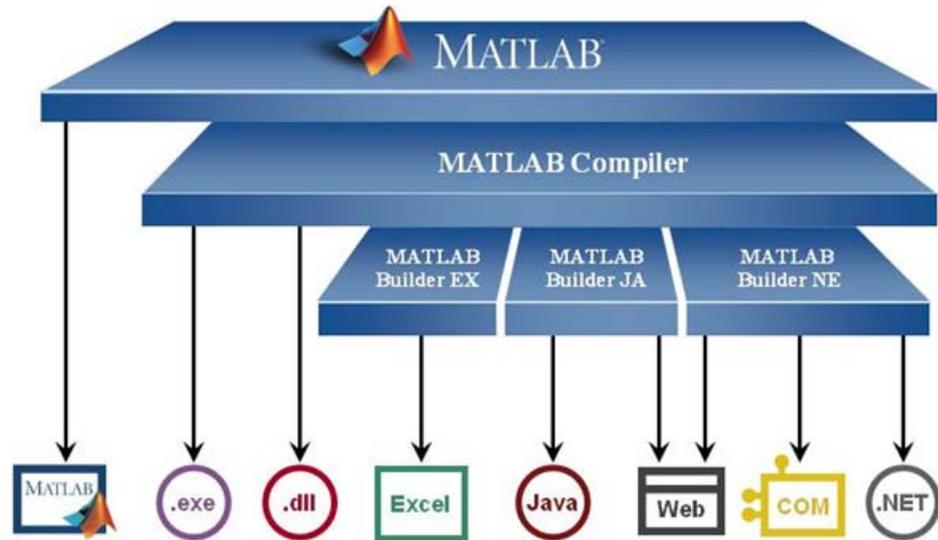 MATLAB
MATLAB Compiler
MATLAB
Builder EX
MATLAB
Builder JA
MATLAB
Builder NE
MATLAB
.exe
.dll
Excel
Java
Web
COM
.NET